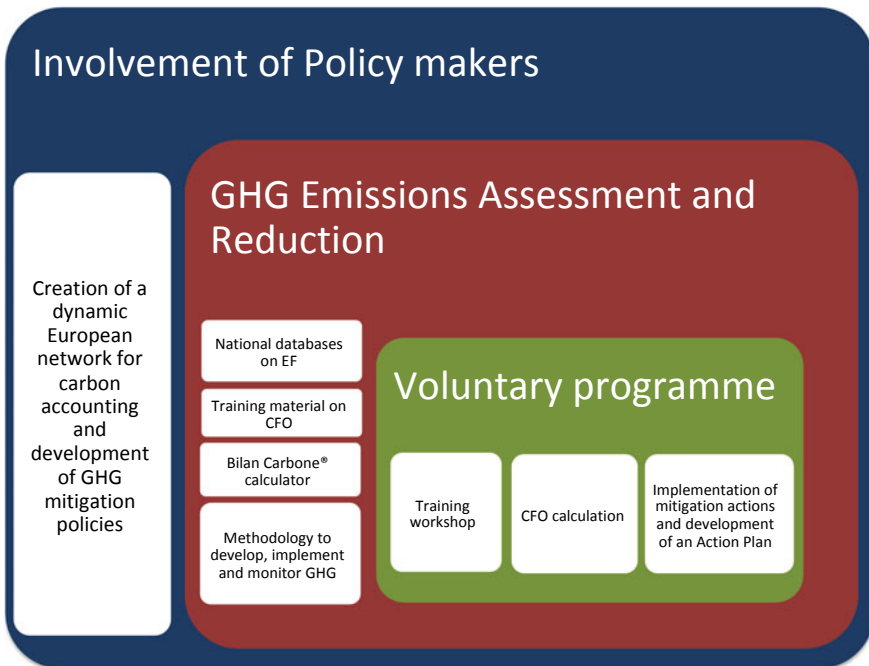 Involvement of Policy makers
Creation of a
dynamic
European
network for
carbon
accounting
and
development
of GHG
mitigation
policies
GHG Emissions Assessment and
Reduction
National databases
on EF
Training material on
CFO
Bilan Carbone®
calculator
Methodology to
develop, implement
and monitor GHG
Voluntary programme
Training
workshop
CFO calculation
Implementation of
mitigation actions
and development
of an Action Plan